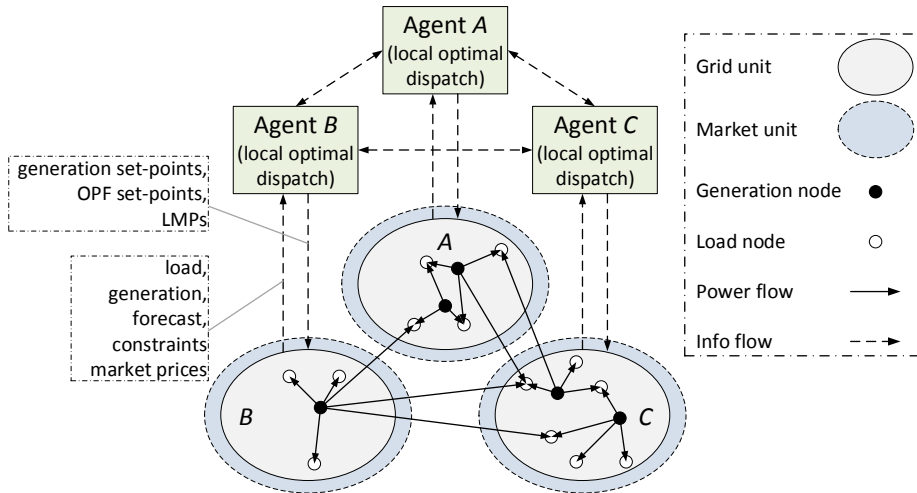 Agent A
(local optimal
dispatch)
Agent B
(local optimal
dispatch)
Agent C
(local optimal
dispatch)
generation set-points,
OPF set-points,
LMPs
load,
generation,
forecast,
constraints
market prices
A
B
C
Grid unit
Market unit
Generation node
Load node
Power flow
Info flow